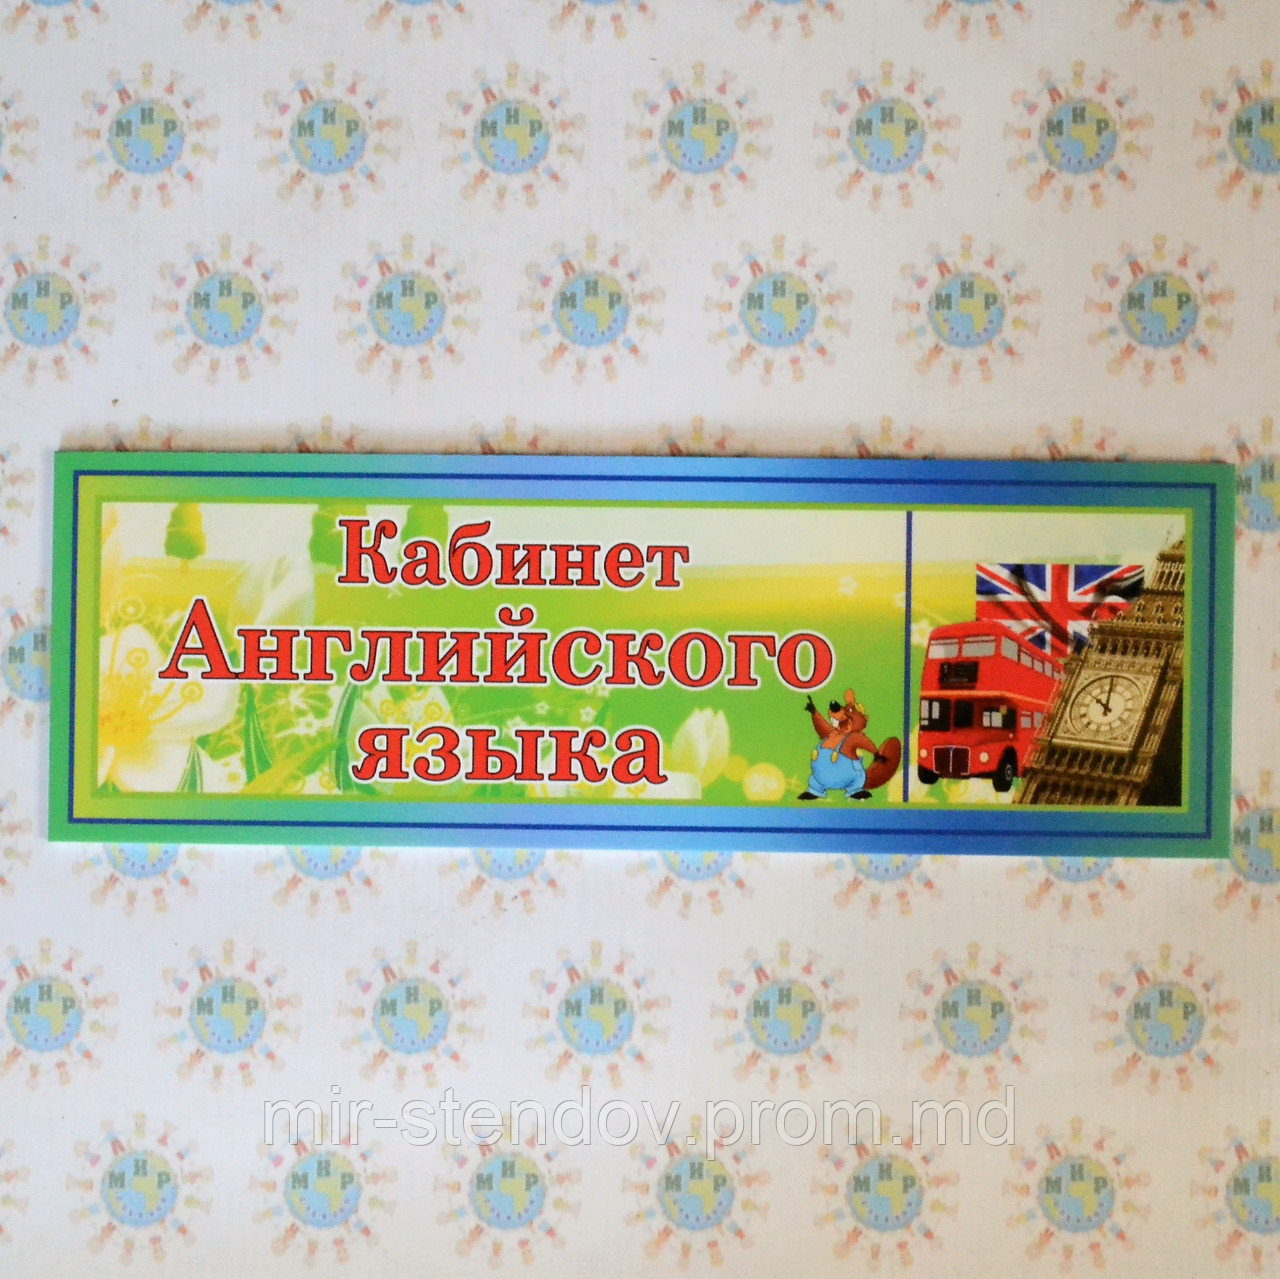 Кабинет
Английского
языка
mir-stendov.prom.md